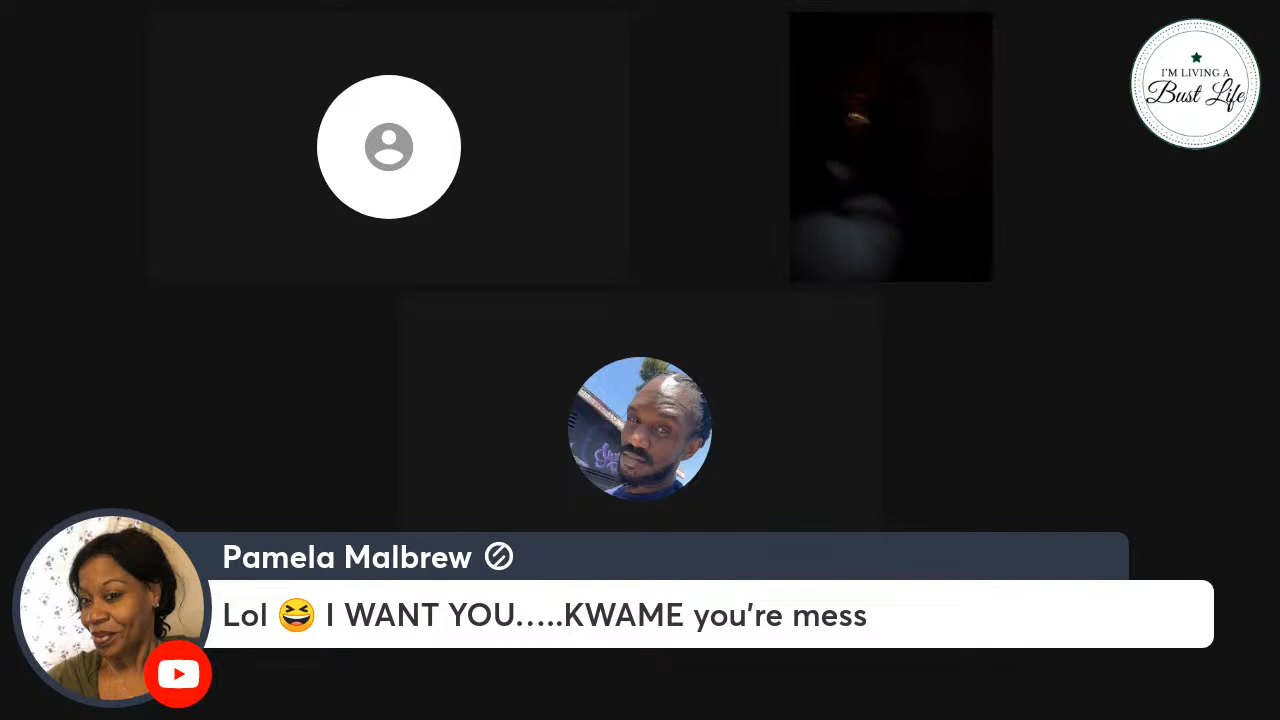 I'M LIVING A
Bust Life
Pamela Malbrew
Lol 😆 I WANT YOU.....KWAME you're mess